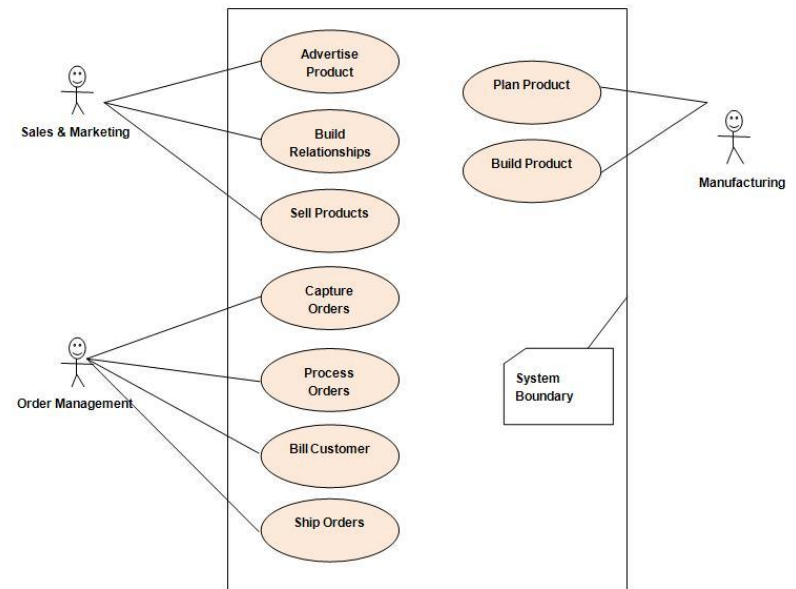 Advertise
Product
Sales & Marketing
Build
Relationships
Sell Products
Plan Product
Build Product
Manufacturing
Capture
Orders
Order Management
Process
Orders
Bill Customer
Ship Orders
System
Boundary